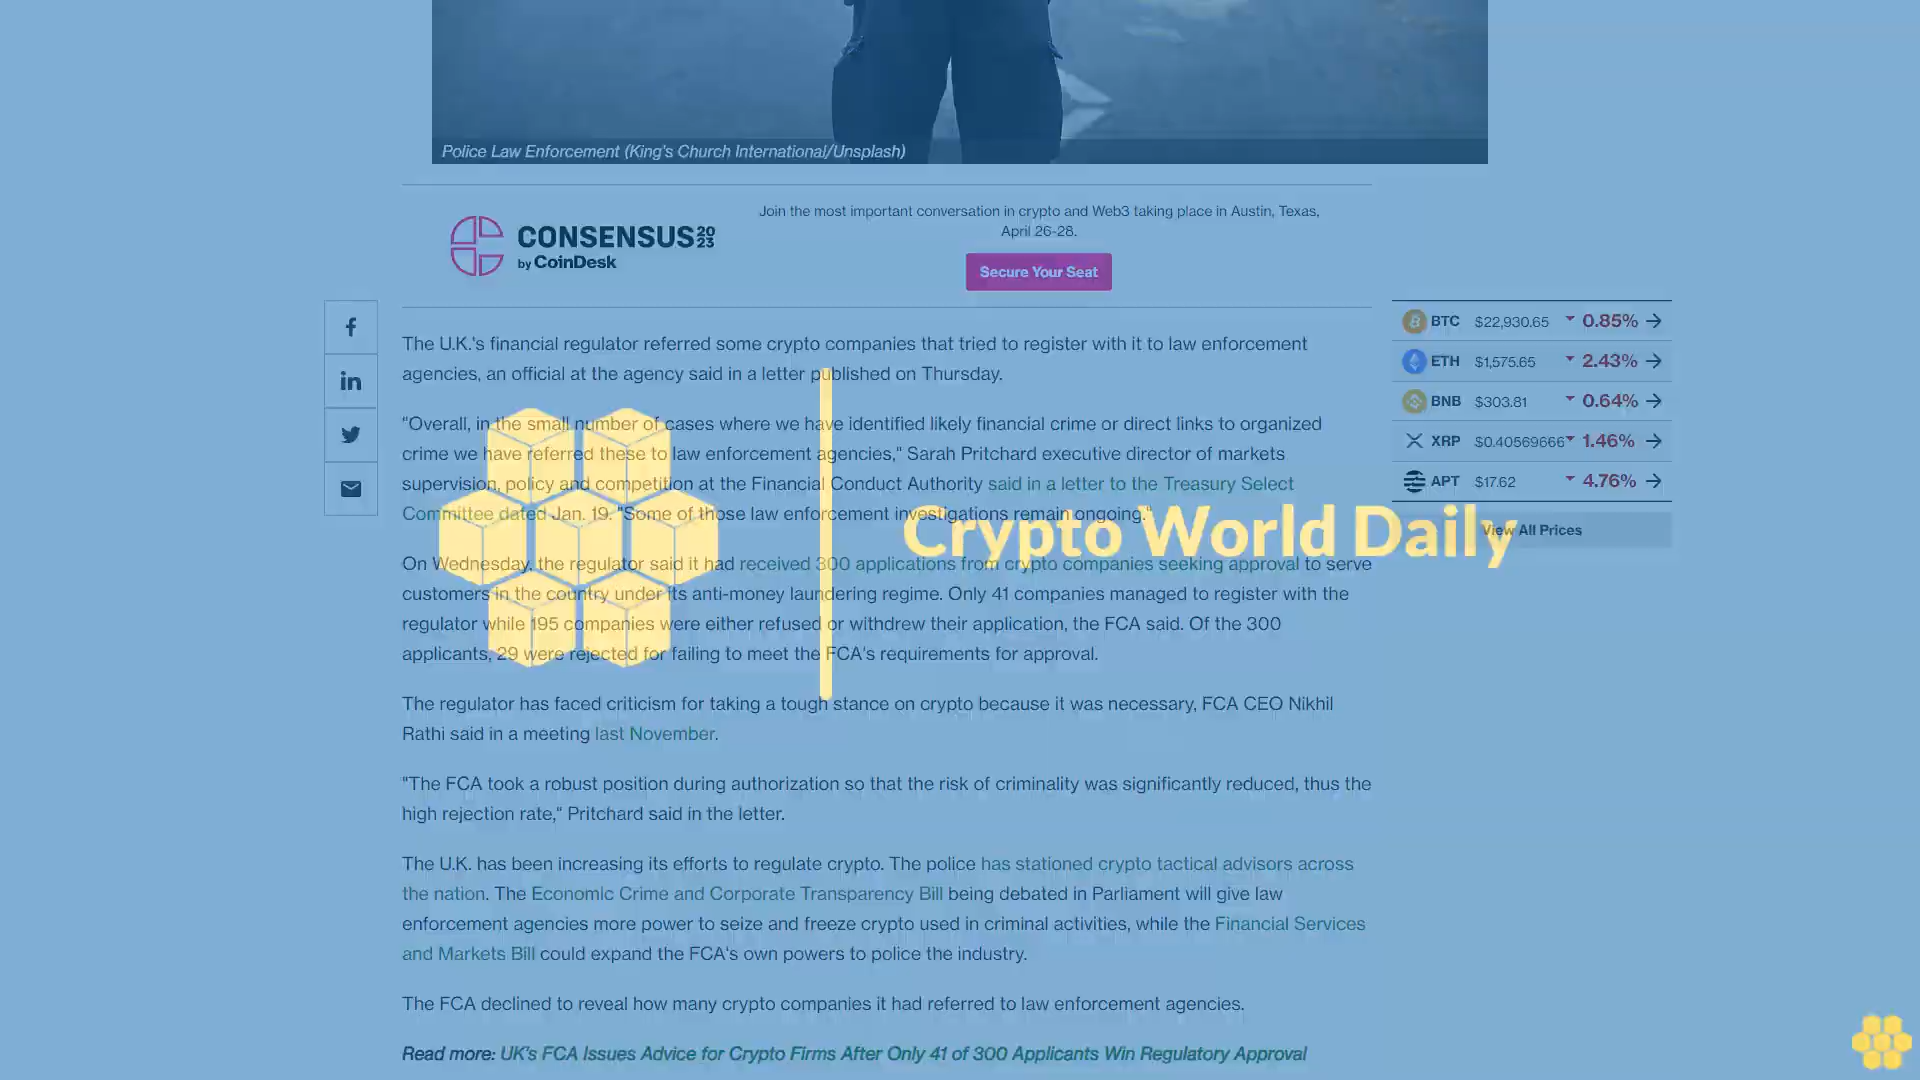 Police Law Enforcement (King's Church International/Unsplash)
CONSENSUS 2023
by CoinDesk
Join the most important conversation in crypto and Web3 taking place in Austin, Texas,
April 26-28.
Secure Your Seat
The U.K.'s financial regulator referred some crypto companies that tried to register with it to law enforcement
agencies, an official at the agency said in a letter published on Thursday.
"Overall, in the small number of cases where we have identified likely financial crime or direct links to organized
crime we have referred these to law enforcement agencies," Sarah Pritchard executive director of markets
supervision, policy and competition at the Financial Conduct Authority said in a letter to the Treasury Select
Committee dated Jan. 19. "Some of those law enforcement investigations remain ongoing."
On Wednesday, the regulator said it had received 300 applications from crypto companies seeking approval to serve
customers in the country under its anti-money laundering regime. Only 41 companies managed to register with the
regulator while 195 companies were either refused or withdrew their application, the FCA said. Of the 300
applicants, 29 were rejected for failing to meet the FCA's requirements for approval.
The regulator has faced criticism for taking a tough stance on crypto because it was necessary, FCA CEO Nikhil
Rathi said in a meeting last November.
"The FCA took a robust position during authorization so that the risk of criminality was significantly reduced, thus the
high rejection rate," Pritchard said in the letter.
The U.K. has been increasing its efforts to regulate crypto. The police has stationed crypto tactical advisors across
the nation. The Economic Crime and Corporate Transparency Bill being debated in Parliament will give law
enforcement agencies more power to seize and freeze crypto used in criminal activities, while the Financial Services
and Markets Bill could expand the FCA's own powers to police the industry.
The FCA declined to reveal how many crypto companies it had referred to law enforcement agencies.
Read more: UK's FCA Issues Advice for Crypto Firms After Only 41 of 300 Applicants Win Regulatory Approval
BTC $22,930.65 0.85%
ETH $1,575.65 2.43%
BNB $303.81 0.64%
XRP $0.40569666 1.46%
APT $17.62 4.76%
View All Prices
Crypto World Daily